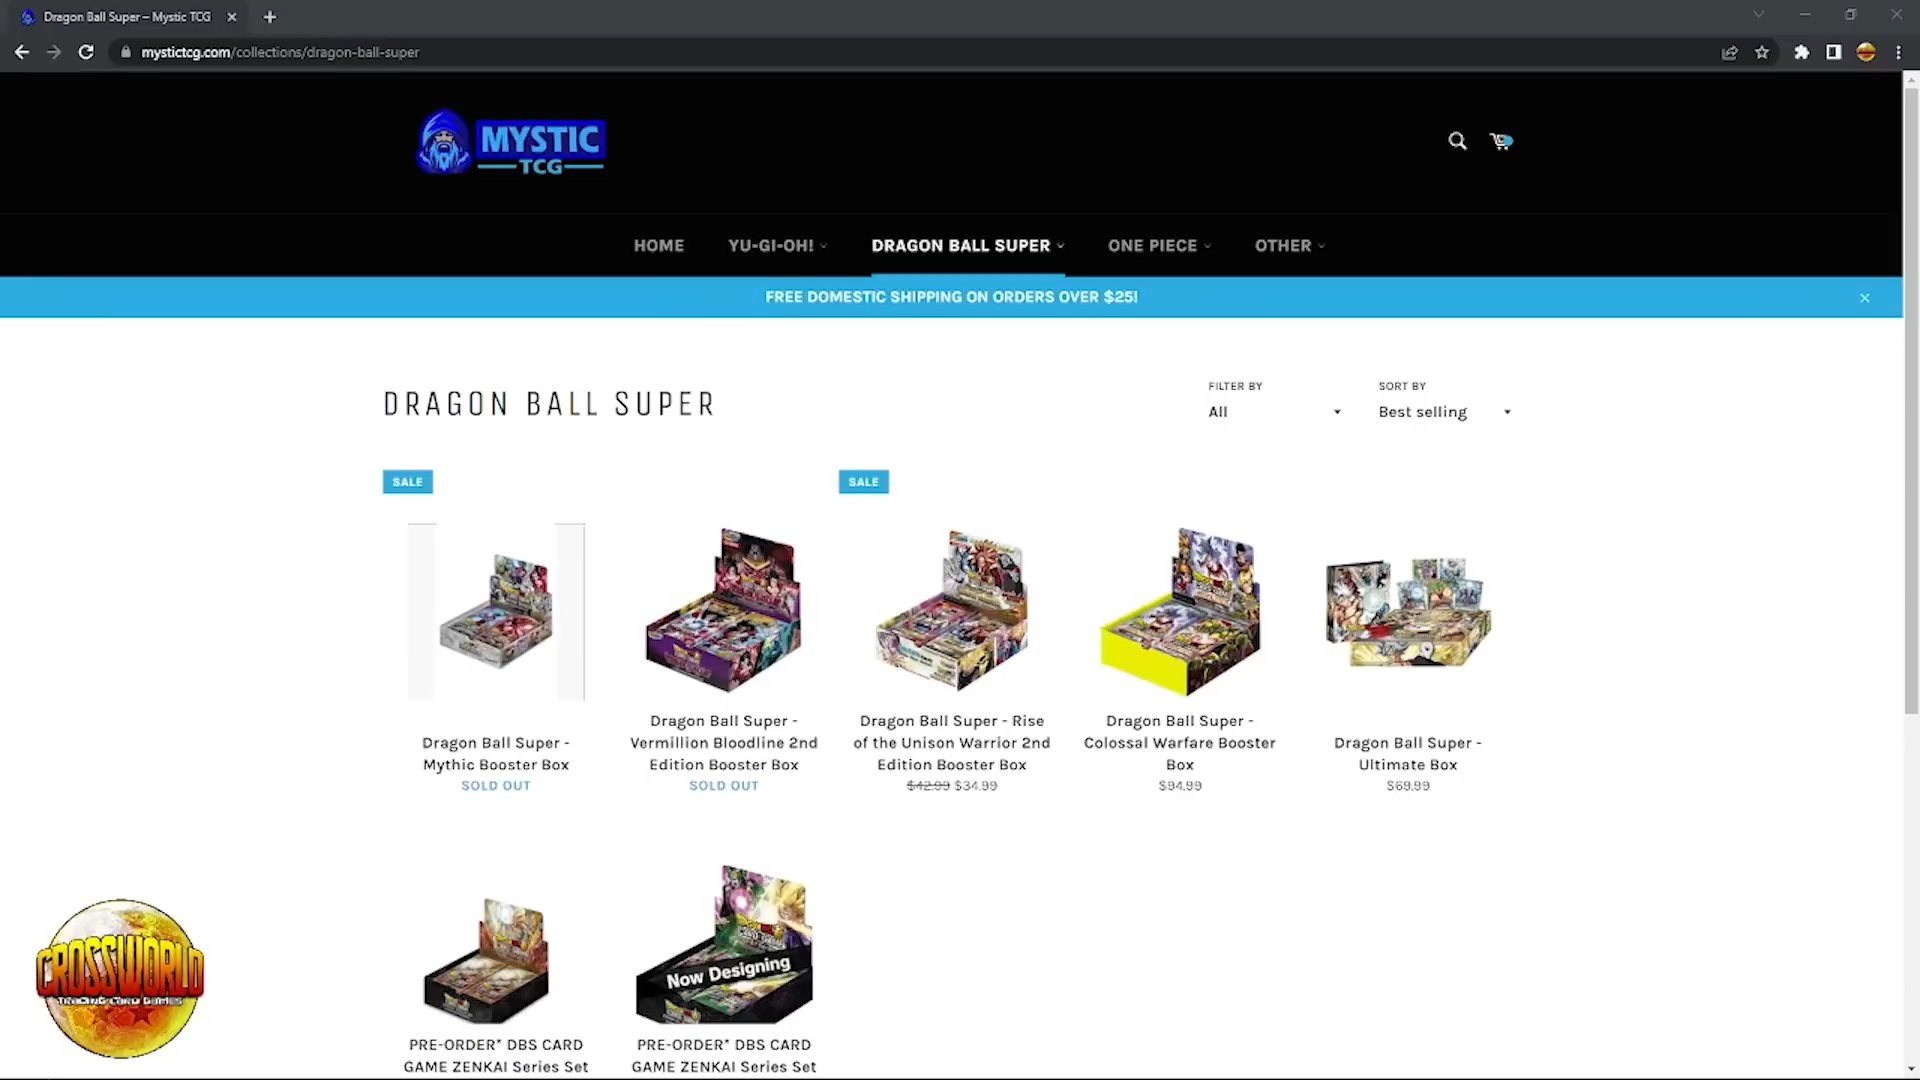 Dragon Ball Super – Mystic TCG
mystictcg.com/collections/dragon-ball-super
MYSTIC
TCG
HOME
YU-GI-OH!
DRAGON BALL SUPER
ONE PIECE
OTHER
FREE DOMESTIC SHIPPING ON ORDERS OVER $25!
DRAGON BALL SUPER
FILTER BY
All
SORT BY
Best selling
SALE
SALE
Dragon Ball Super -
Mythic Booster Box
SOLD OUT
Dragon Ball Super -
Vermillion Bloodline 2nd
Edition Booster Box
SOLD OUT
Dragon Ball Super - Rise
of the Unison Warrior 2nd
Edition Booster Box
$42.99 $34.99
Dragon Ball Super -
Colossal Warfare Booster
Box
$94.99
Dragon Ball Super -
Ultimate Box
$69.99
Now Designing
PRE-ORDER* DBS CARD
GAME ZENKAI Series Set
PRE-ORDER* DBS CARD
GAME ZENKAI Series Set
CROSSWORLD
TRADING CARD GAMES